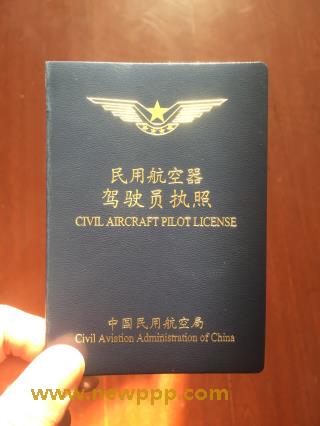 民用航空器
驾驶员执照
CIVIL AIRCRAFT PILOT LICENSE
中国民用航空局
Civil Aviation Administration of China
www.newppp.com